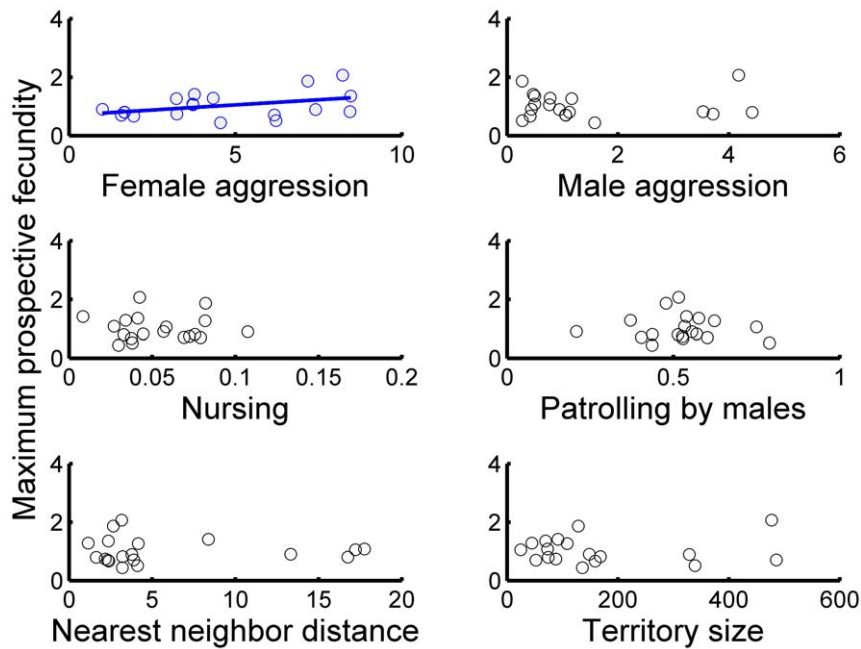 Maximum prospective fecundity
4
2
0
0 5 10
Female aggression
4
2
0
0 2 4 6
Male aggression
4
2
0
0 0.05 0.1 0.15 0.2
Nursing
4
2
0
0 0.5 1
Patrolling by males
4
2
0
0 5 10 15 20
Nearest neighbor distance
4
2
0
0 200 400 600
Territory size